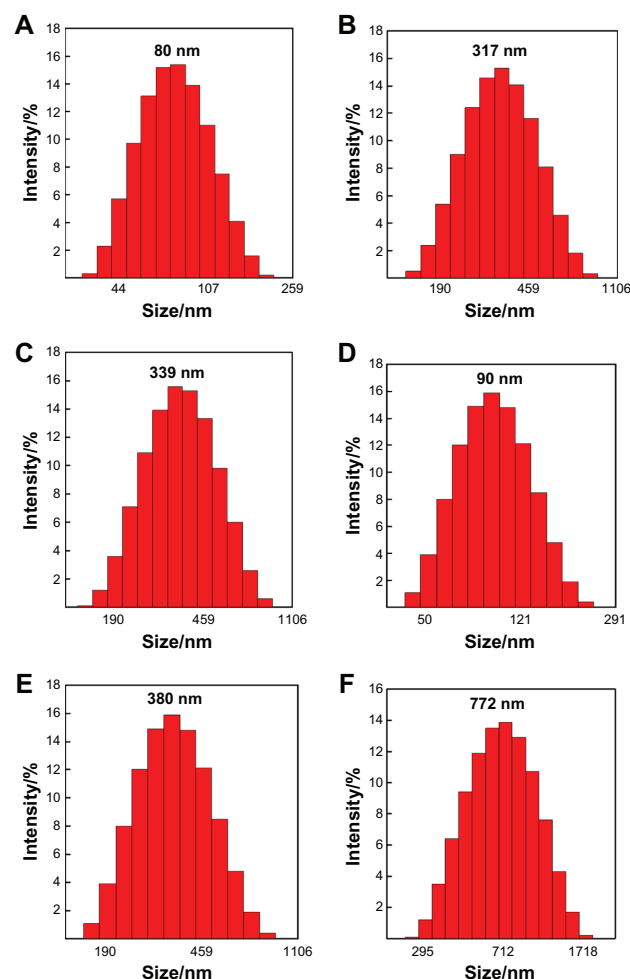 A
80 nm
18
16
14
12
10
8
6
4
2
Intensity/%
44 107 259
Size/nm
B
317 nm
18
16
14
12
10
8
6
4
2
Intensity/%
190 459 1106
Size/nm
C
339 nm
18
16
14
12
10
8
6
4
2
Intensity/%
190 459 1106
Size/nm
D
90 nm
18
16
14
12
10
8
6
4
2
Intensity/%
50 121 291
Size/nm
E
380 nm
18
16
14
12
10
8
6
4
2
Intensity/%
190 459 1106
Size/nm
F
772 nm
16
14
12
10
8
6
4
2
Intensity/%
295 712 1718
Size/nm